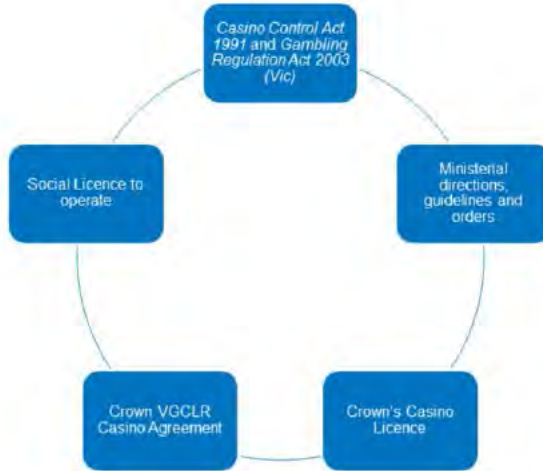 Casino Control Act
1991 and Gambling
Regulation Act 2003
(Vic)
Ministerial
directions,
guidelines and
orders
Crown's Casino
Licence
Crown VGCLR
Casino Agreement
Social Licence to
operate